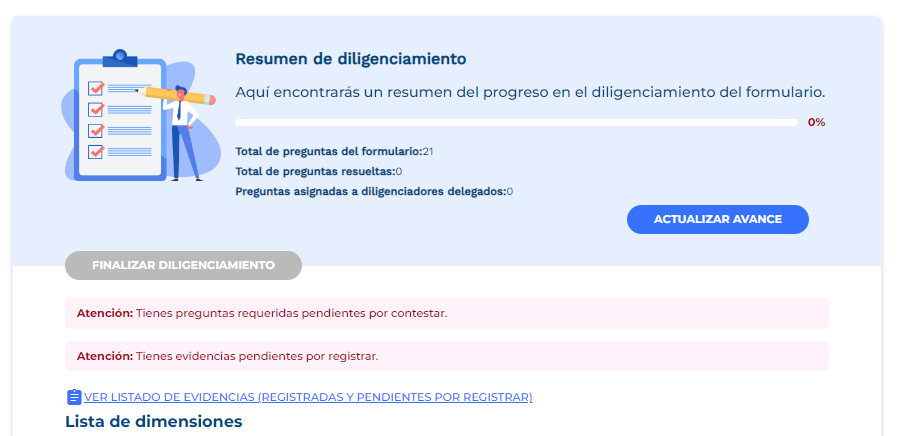 Resumen de diligenciamiento
Aquí encontrarás un resumen del progreso en el diligenciamiento del formulario.
0%
Total de preguntas del formulario:21
Total de preguntas resueltas:0
Preguntas asignadas a diligenciadores delegados:0
ACTUALIZAR AVANCE
FINALIZAR DILIGENCIAMIENTO
Atención: Tienes preguntas requeridas pendientes por contestar.
Atención: Tienes evidencias pendientes por registrar.
VER LISTADO DE EVIDENCIAS (REGISTRADAS Y PENDIENTES POR REGISTRAR)
Lista de dimensiones